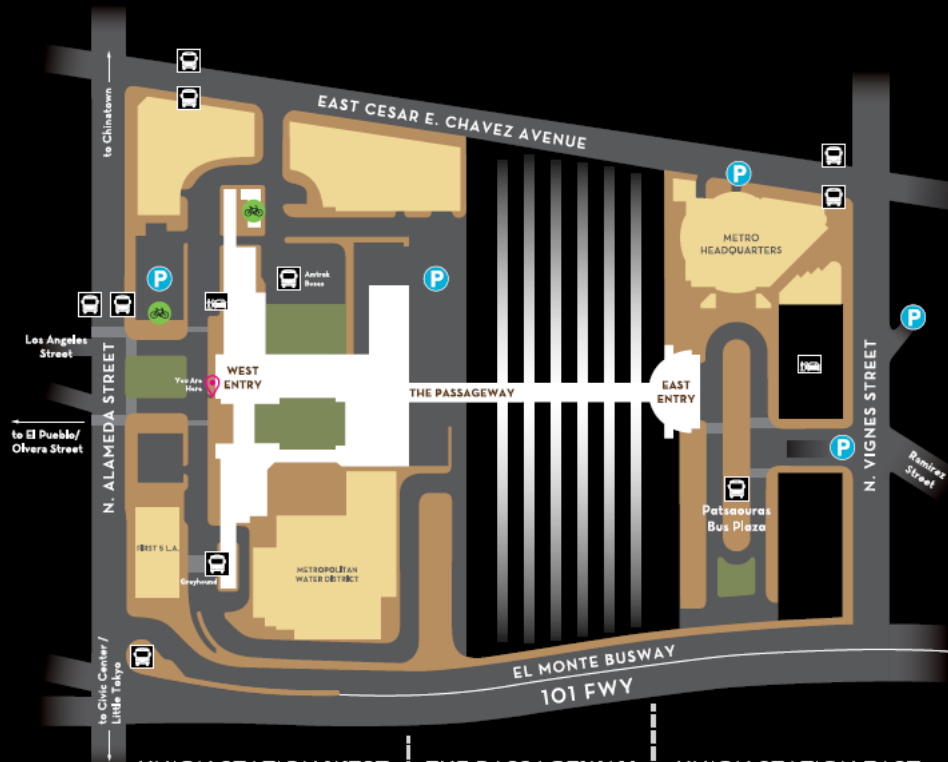 to Chinatown
EAST CESAR E. CHAVEZ AVENUE
P
METRO
HEADQUARTERS
P
Amtrak
Buses
P
P
Los Angeles
Street
N. ALAMEDA STREET
You Are
Here
WEST
ENTRY
THE PASSAGEWAY
EAST
ENTRY
N. VIGNES STREET
to El Pueblo/
Olvera Street
P
Ramirez
Street
Patsaouras
Bus Plaza
FIRST 5 L.A.
METROPOLITAN
WATER DISTRICT
Greyhound
to Civic Center /
Little Tokyo
EL MONTE BUSWAY
101 FWY